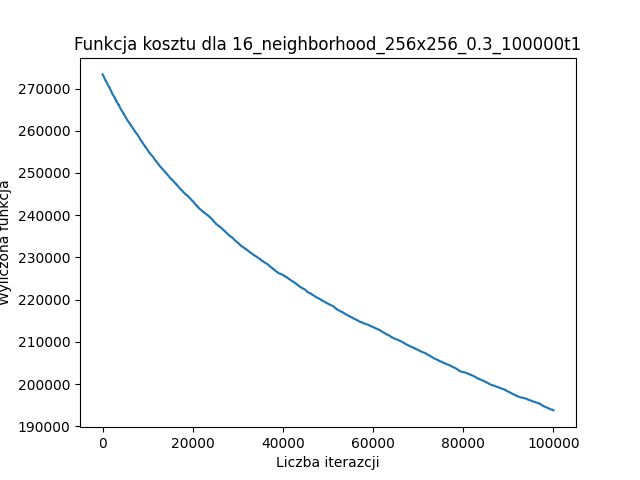 Funkcja kosztu dla 16_neighborhood_256x256_0.3_100000t1
270000
260000
250000
240000
230000
220000
210000
200000
190000
Wyliczona funkcja
0 20000 40000 60000 80000 100000
Liczba iterazcji